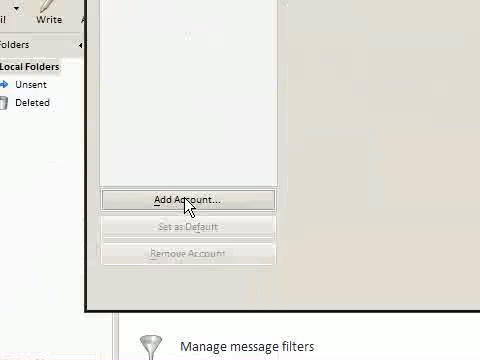 Write
Folders
Local Folders
Unsent
Deleted
Add Account...
Set as Default
Remove Account
Manage message filters